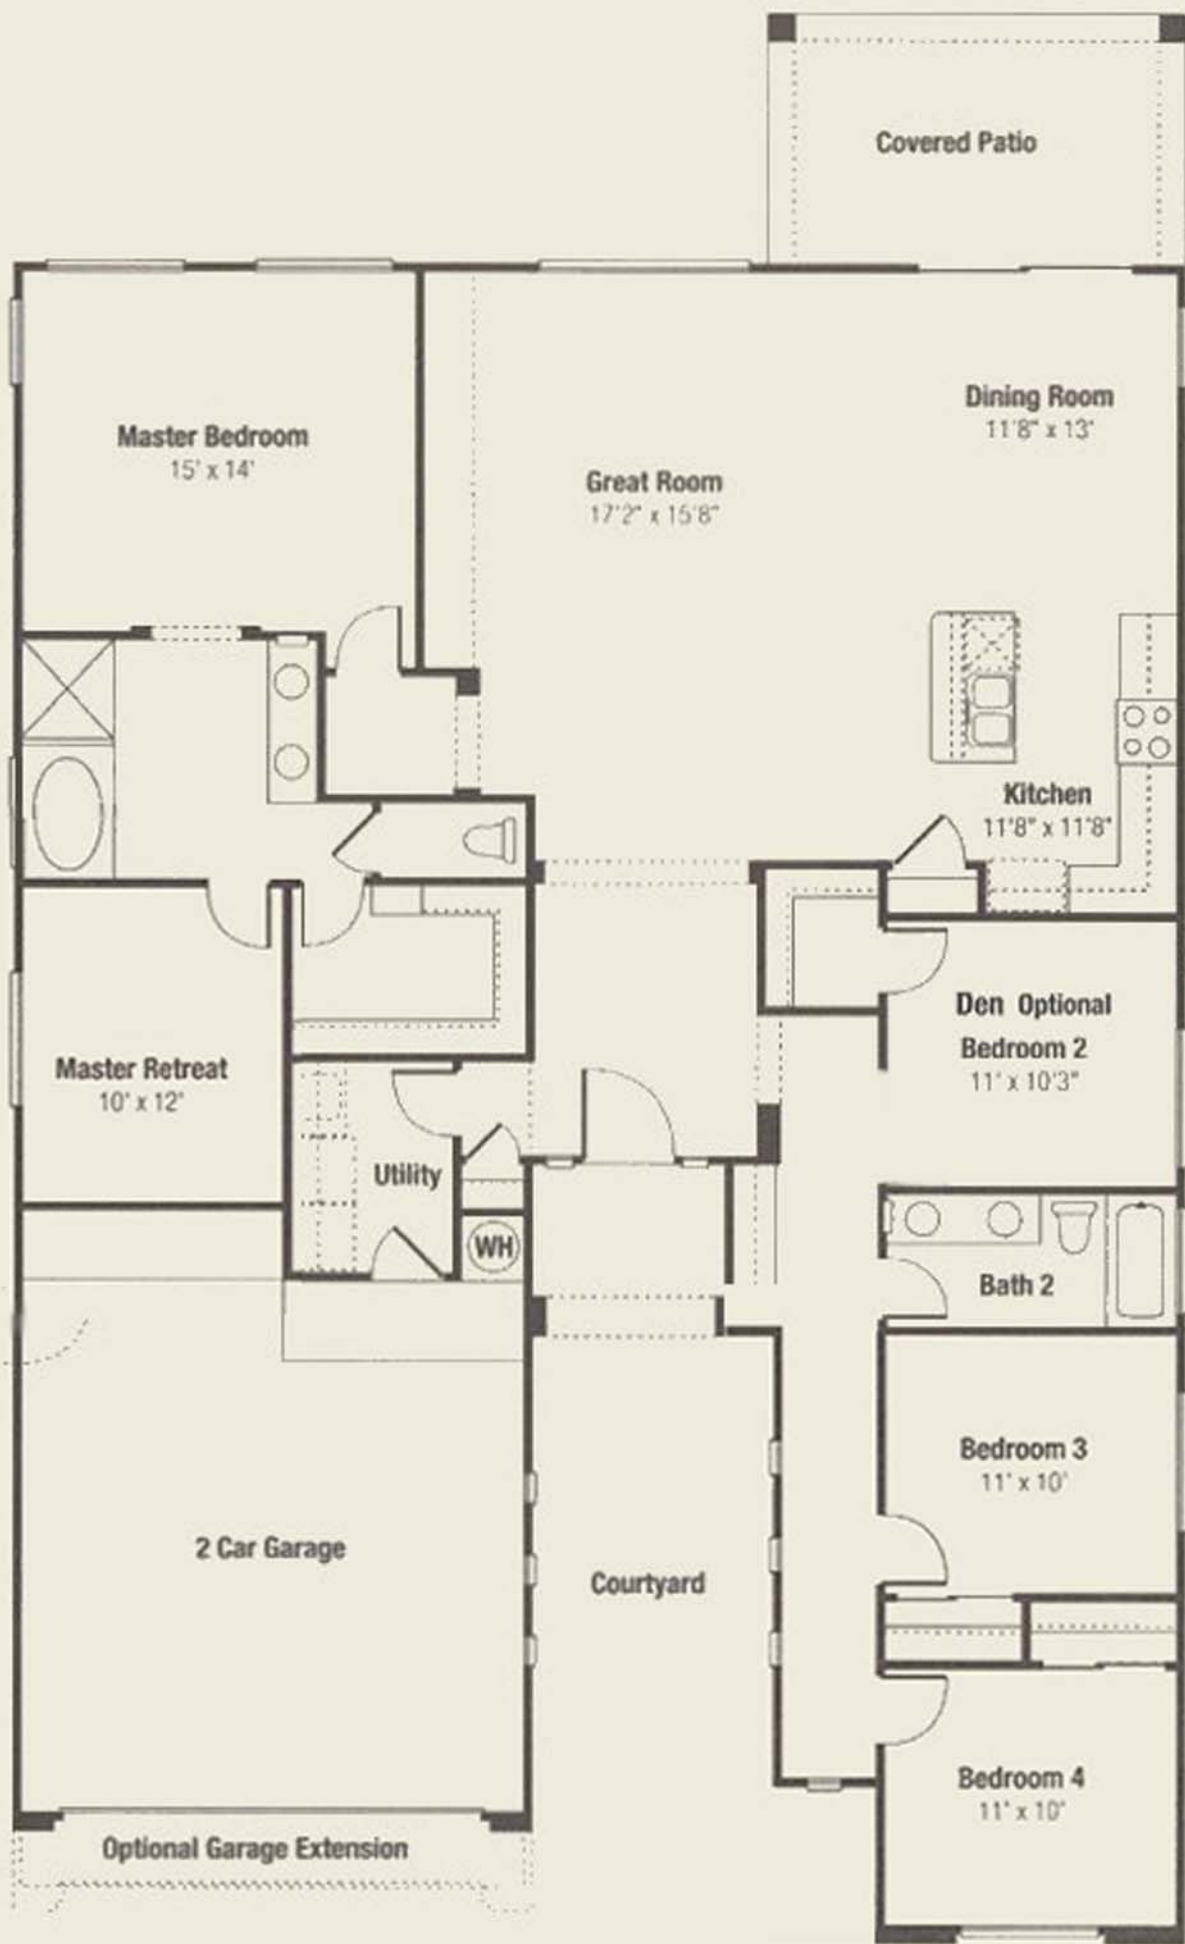 Covered Patio
Dining Room
11'8" x 13'
Master Bedroom
15' x 14'
Great Room
17'2" x 15'8"
Kitchen
11'8" x 11'8"
Den Optional
Bedroom 2
11' x 10'3"
Master Retreat
10' x 12'
Utility
WH
Bath 2
Bedroom 3
11' x 10'
2 Car Garage
Courtyard
Bedroom 4
11' x 10'
Optional Garage Extension